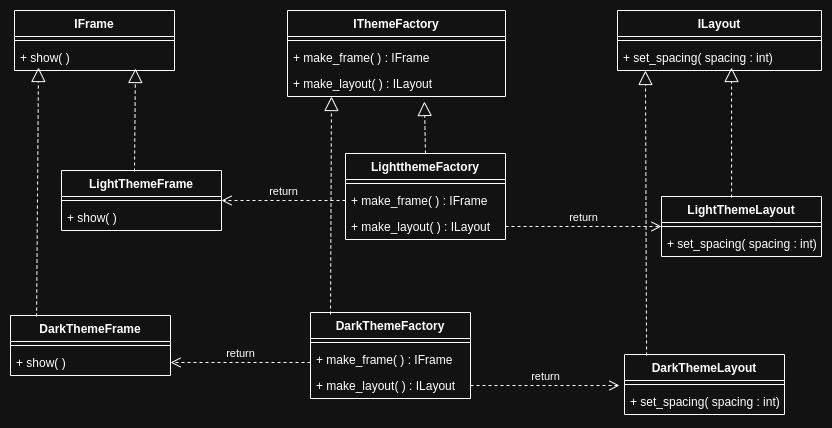 IFrame
+ show( )
IThemeFactory
+ make_frame( ) : IFrame
+ make_layout( ) : ILayout
ILayout
+ set_spacing( spacing : int)
LightThemeFrame
+ show( )
return
LightthemeFactory
+ make_frame( ) : IFrame
+ make_layout( ) : ILayout
return
LightThemeLayout
+ set_spacing( spacing : int)
DarkThemeFrame
+ show( )
return
DarkThemeFactory
+ make_frame( ) : IFrame
+ make_layout( ) : ILayout
return
DarkThemeLayout
+ set_spacing( spacing : int)